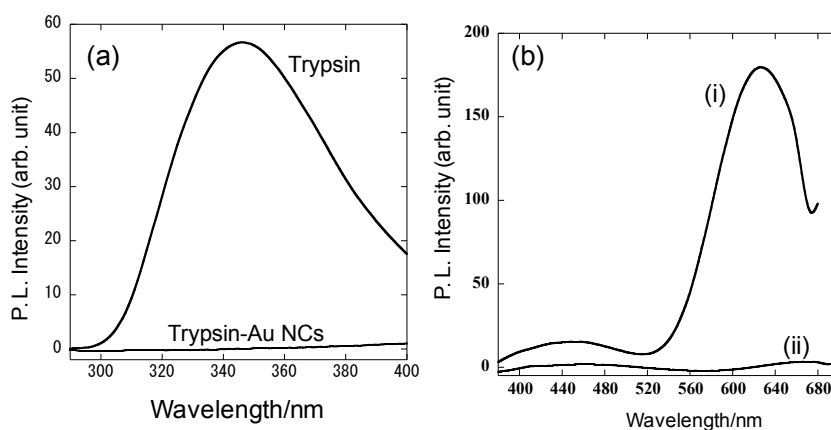 (a)
Trypsin
Trypsin-Au NCs
P. L. Intensity (arb. unit)
60
50
40
30
20
10
0
300 320 340 360 380 400
Wavelength/nm
(b)
(i)
(ii)
P. L. Intensity (arb. unit)
200
150
100
50
0
400 440 480 520 560 600 640 680
Wavelength/nm